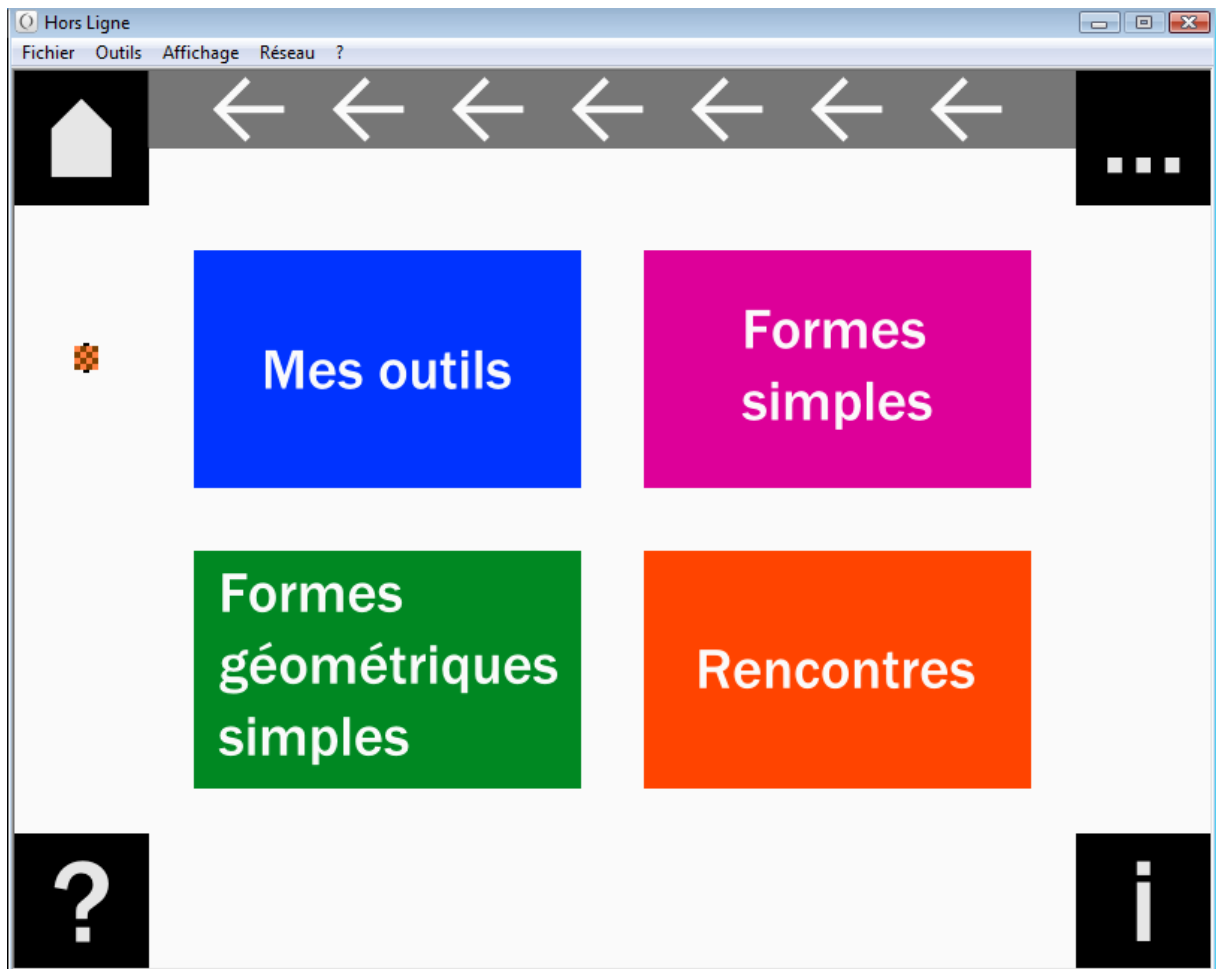 Hors Ligne
Fichier Outils Affichage Réseau ?
...
Mes outils
Formes
simples
Formes
géométriques
simples
Rencontres
?
i